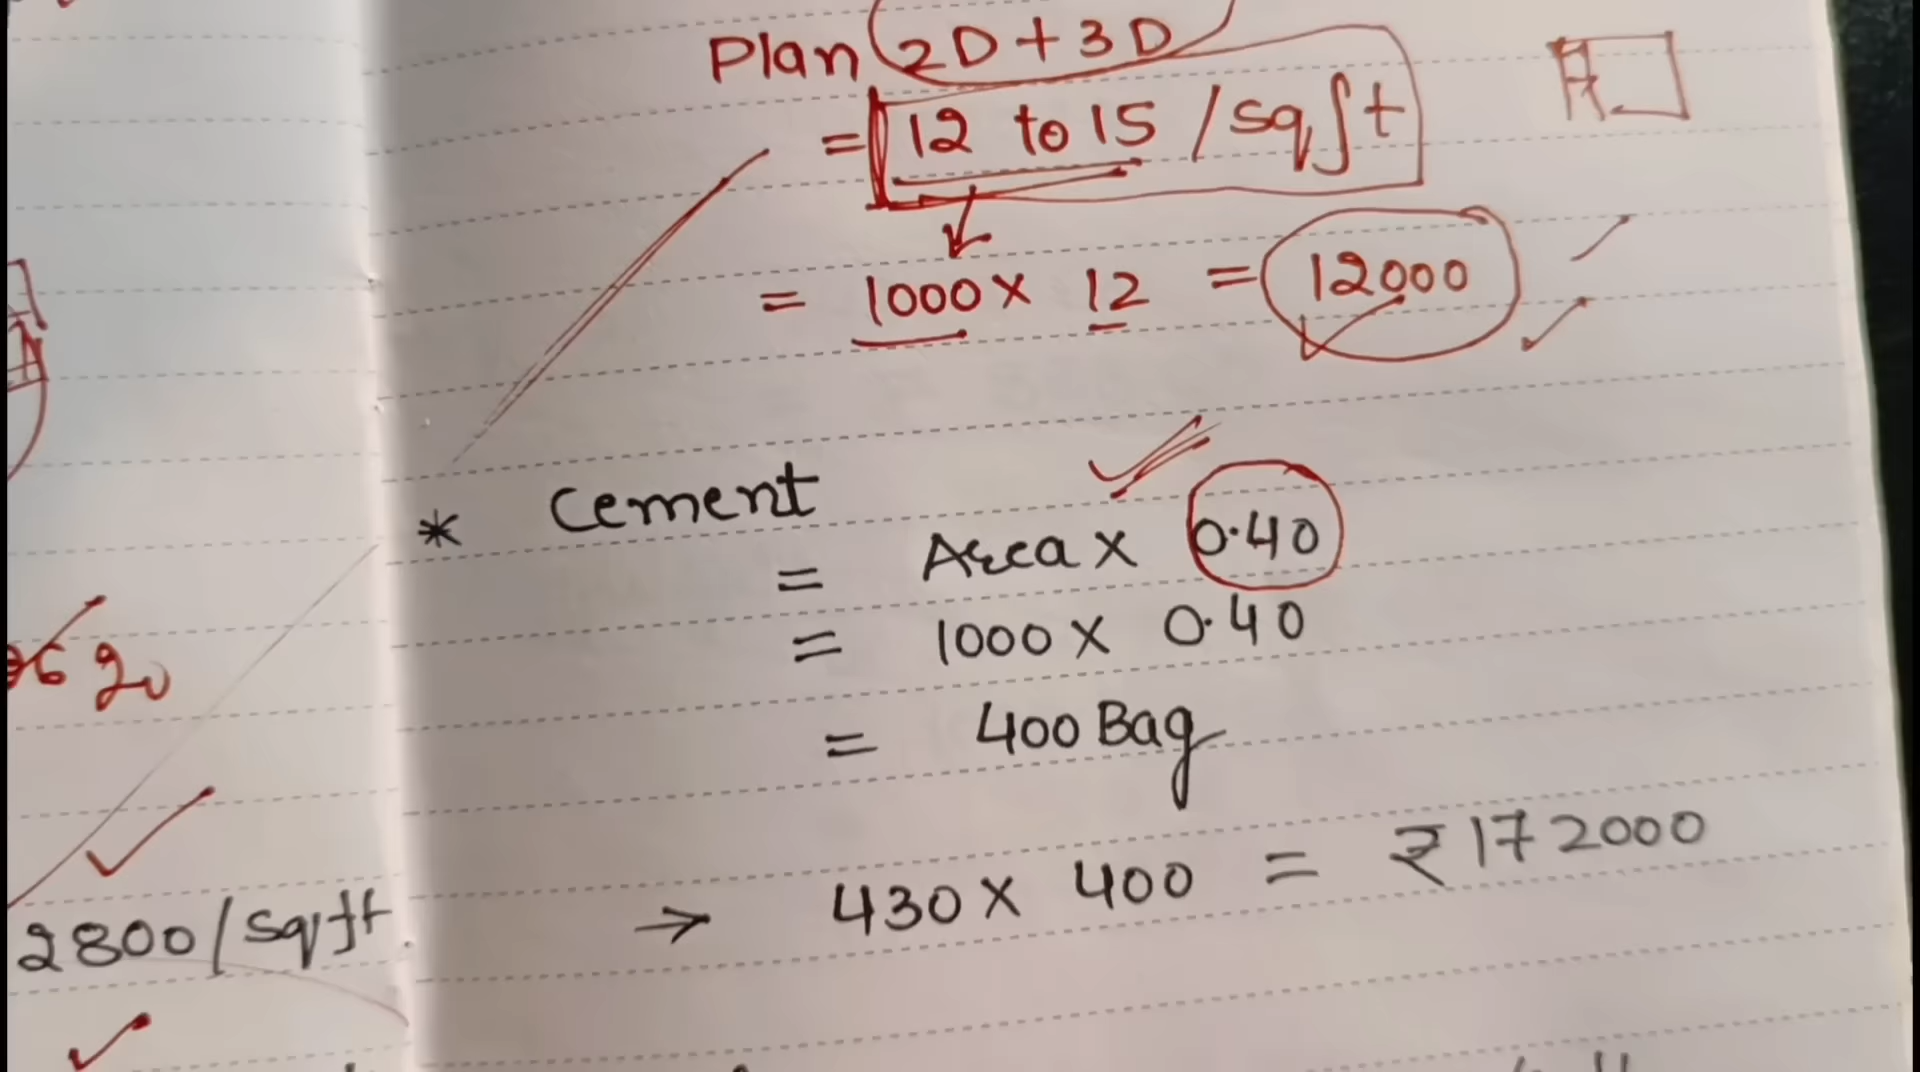 20
2800/sqft
Plan (2D+3D
= 12 to 15 /sqft
= 1000 x 12 = 12000
* Cement
= Area x 0.40
= 1000 x 0.40
= 400 Bag
→ 430 x 400 = ₹172000